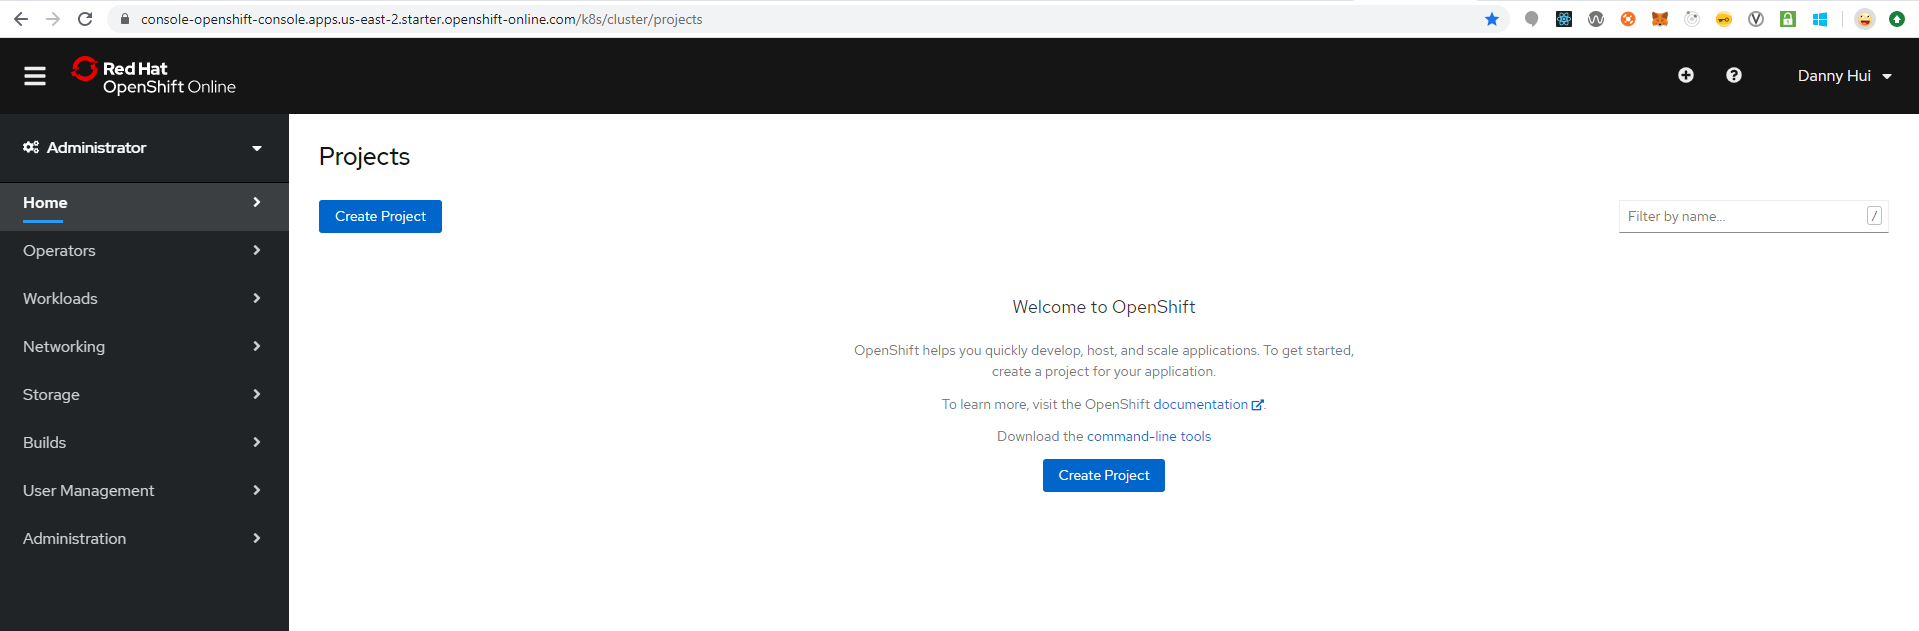 console-openshift-console.apps.us-east-2.starter.openshift-online.com/k8s/cluster/projects
Red Hat
OpenShift Online
Danny Hui
Administrator
Home
Operators
Workloads
Networking
Storage
Builds
User Management
Administration
Projects
Create Project
Filter by name...
/
Welcome to OpenShift
OpenShift helps you quickly develop, host, and scale applications. To get started,
create a project for your application.
To learn more, visit the OpenShift documentation.
Download the command-line tools
Create Project